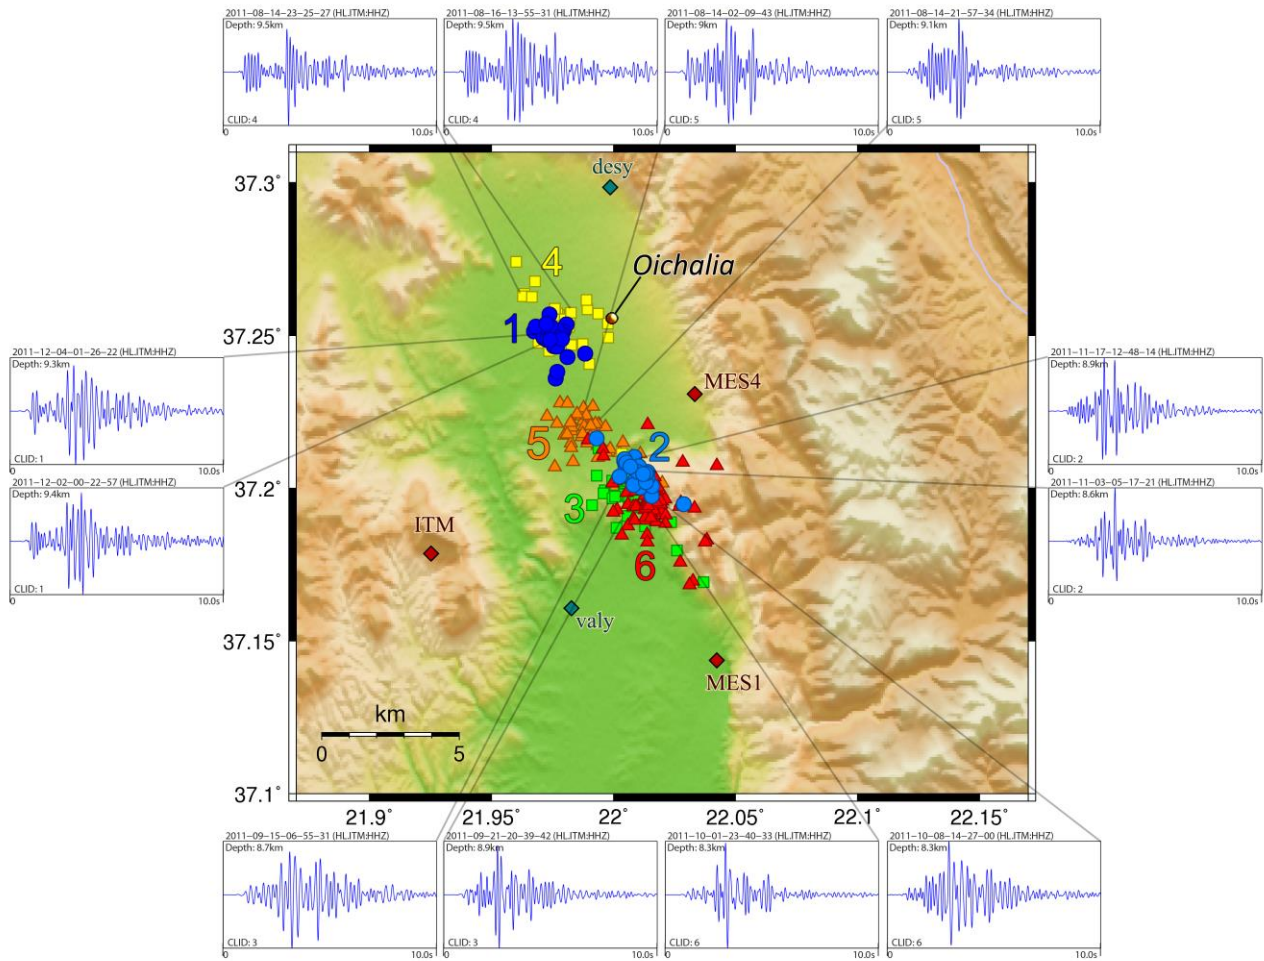 2011-08-14-23-25-27 (HL.ITM:HHZ)
Depth: 9.5km
CLID: 4
0
10.0s
2011-08-16-13-55-31 (HL.ITM:HHZ)
Depth: 9.5km
CLID: 4
0
10.0s
2011-08-14-02-09-43 (HL.ITM:HHZ)
Depth: 9km
CLID: 5
0
10.0s
2011-08-14-21-57-34 (HL.ITM:HHZ)
Depth: 9.1km
CLID: 5
0
10.0s
37.3°
37.25°
37.2°
37.15°
37.1°
desy
4
Oichalia
1
MES4
5
2
3
ITM
6
valy
MES1
km
0
5
21.9°
21.95°
22°
22.05°
22.1°
22.15°
2011-12-04-01-26-22 (HL.ITM:HHZ)
Depth: 9.3km
CLID: 1
0
10.0s
2011-12-02-00-22-57 (HL.ITM:HHZ)
Depth: 9.4km
CLID: 1
0
10.0s
2011-11-17-12-48-14 (HL.ITM:HHZ)
Depth: 8.9km
CLID: 2
0
10.0s
2011-11-03-05-17-21 (HL.ITM:HHZ)
Depth: 8.6km
CLID: 2
0
10.0s
2011-09-15-06-55-31 (HL.ITM:HHZ)
Depth: 8.7km
CLID: 3
0
10.0s
2011-09-21-20-39-42 (HL.ITM:HHZ)
Depth: 8.9km
CLID: 3
0
10.0s
2011-10-01-23-40-33 (HL.ITM:HHZ)
Depth: 8.3km
CLID: 6
0
10.0s
2011-10-08-14-27-00 (HL.ITM:HHZ)
Depth: 8.3km
CLID: 6
0
10.0s